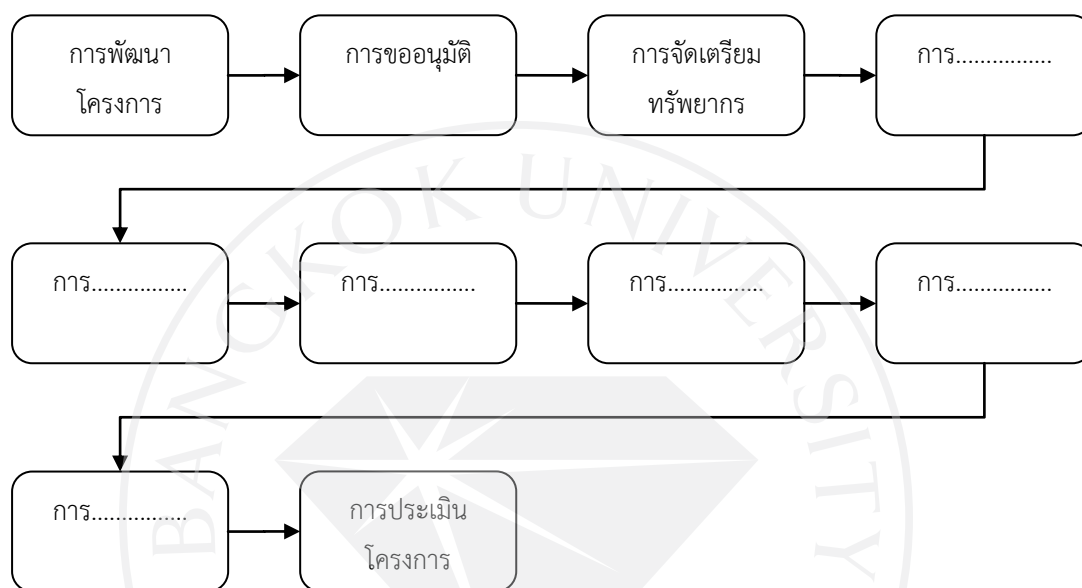 การพัฒนา
โครงการ
การขออนุมัติ
การจัดเตรียม
ทรัพยากร
การ................
BANGKOK UNIVERSITY
การ................
การ................
การ................
การ................
การ................
การประเมิน
โครงการ